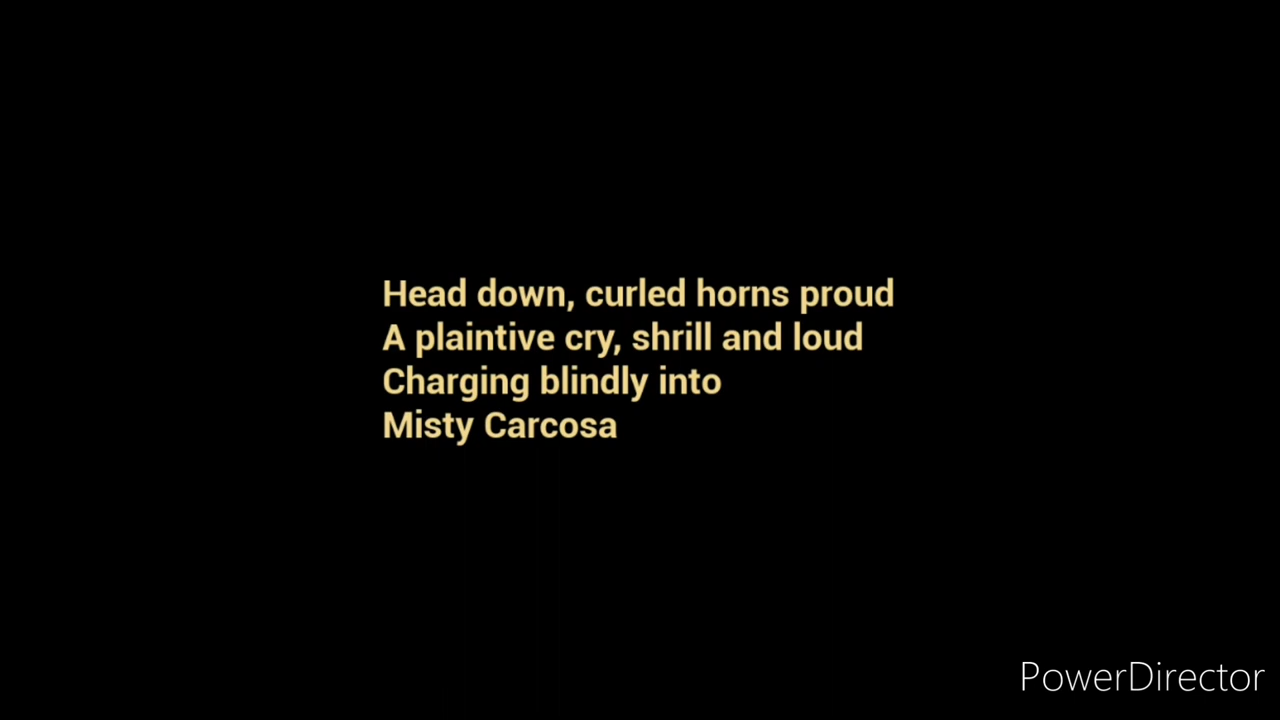 Head down, curled horns proud
A plaintive cry, shrill and loud
Charging blindly into
Misty Carcosa
PowerDirector